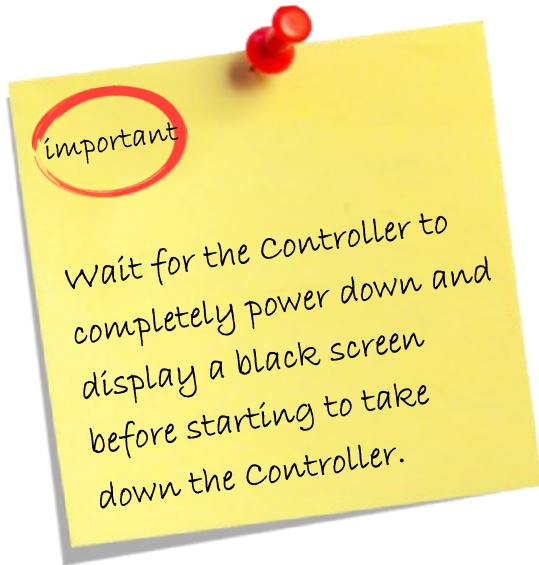 important
Wait for the Controller to
completely power down and
display a black screen
before starting to take
down the Controller.